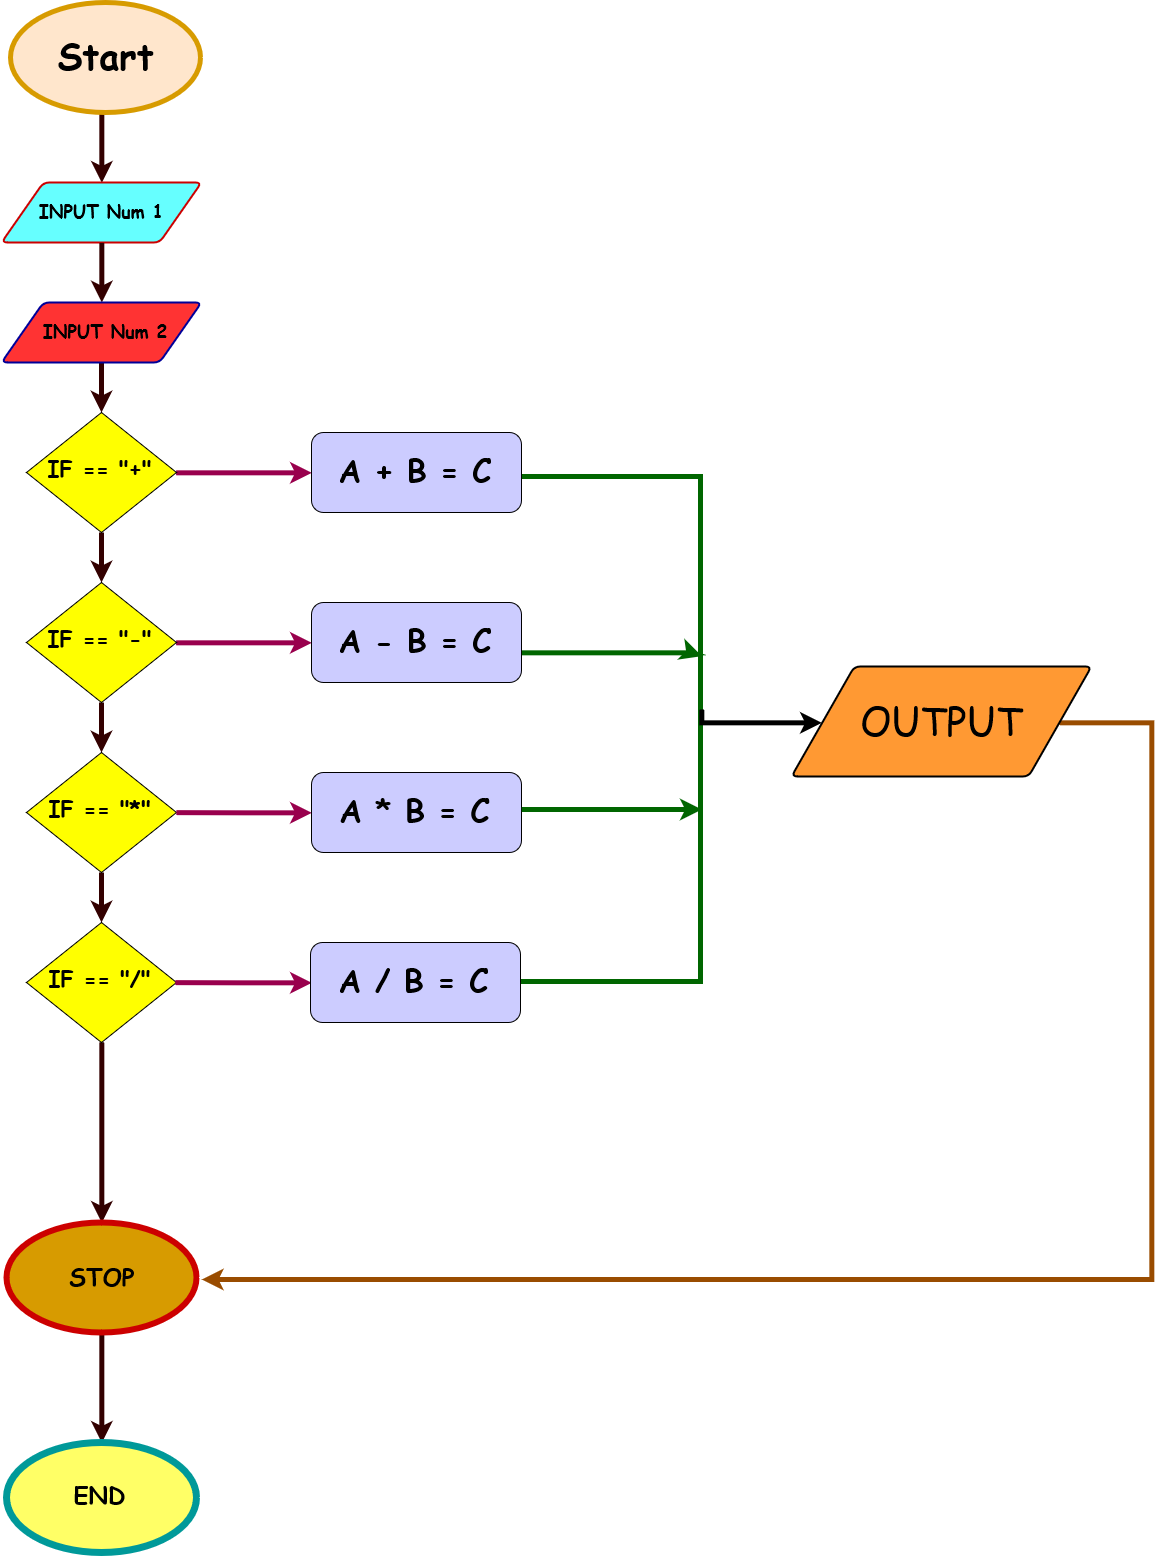 Start
INPUT Num 1
INPUT Num 2
IF == "+"
A + B = C
IF == "-"
A - B = C
OUTPUT
IF == "*"
A * B = C
IF == "/"
A / B = C
STOP
END